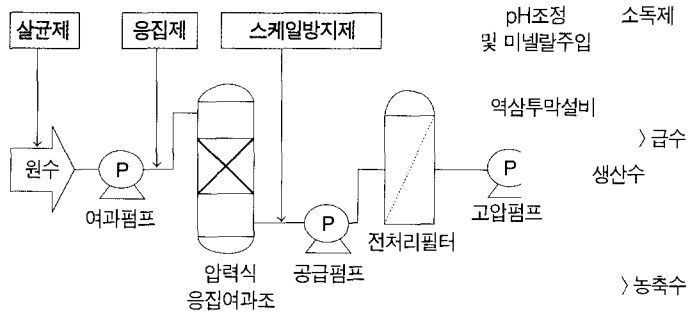 살균제
응집제
스케일방지제
pH조정
및 미넬랄주입
소독제
역삼투막설비
원수
P
여과펌프
압력식
응집여과조
P
공급펌프
전처리필터
P
고압펌프
〉급수
생산수
〉농축수